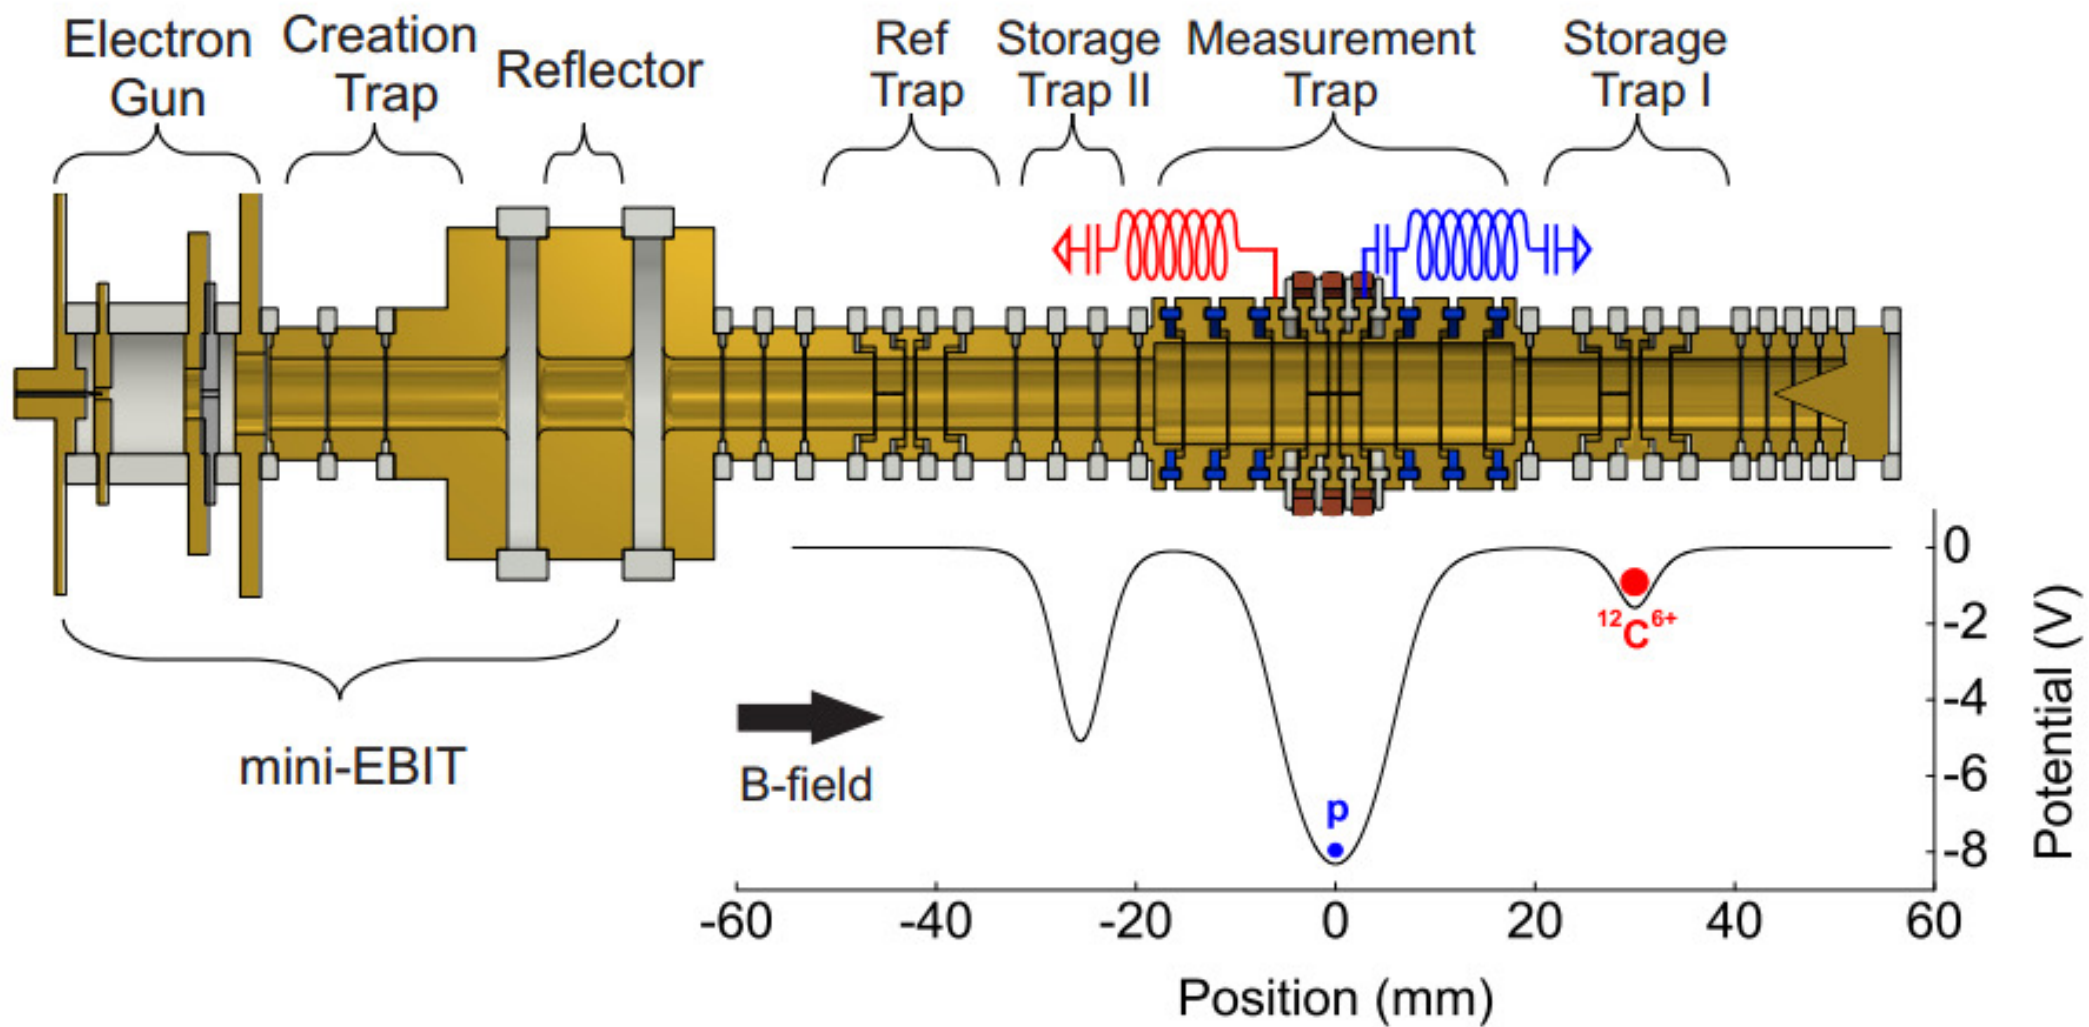 Electron
Gun
Creation
Trap
Reflector
Ref
Trap
Storage
Trap II
Measurement
Trap
Storage
Trap I
mini-EBIT
B-field
p
12C6+
0
-2
-4
-6
-8
Potential (V)
-60 -40 -20 0 20 40 60
Position (mm)